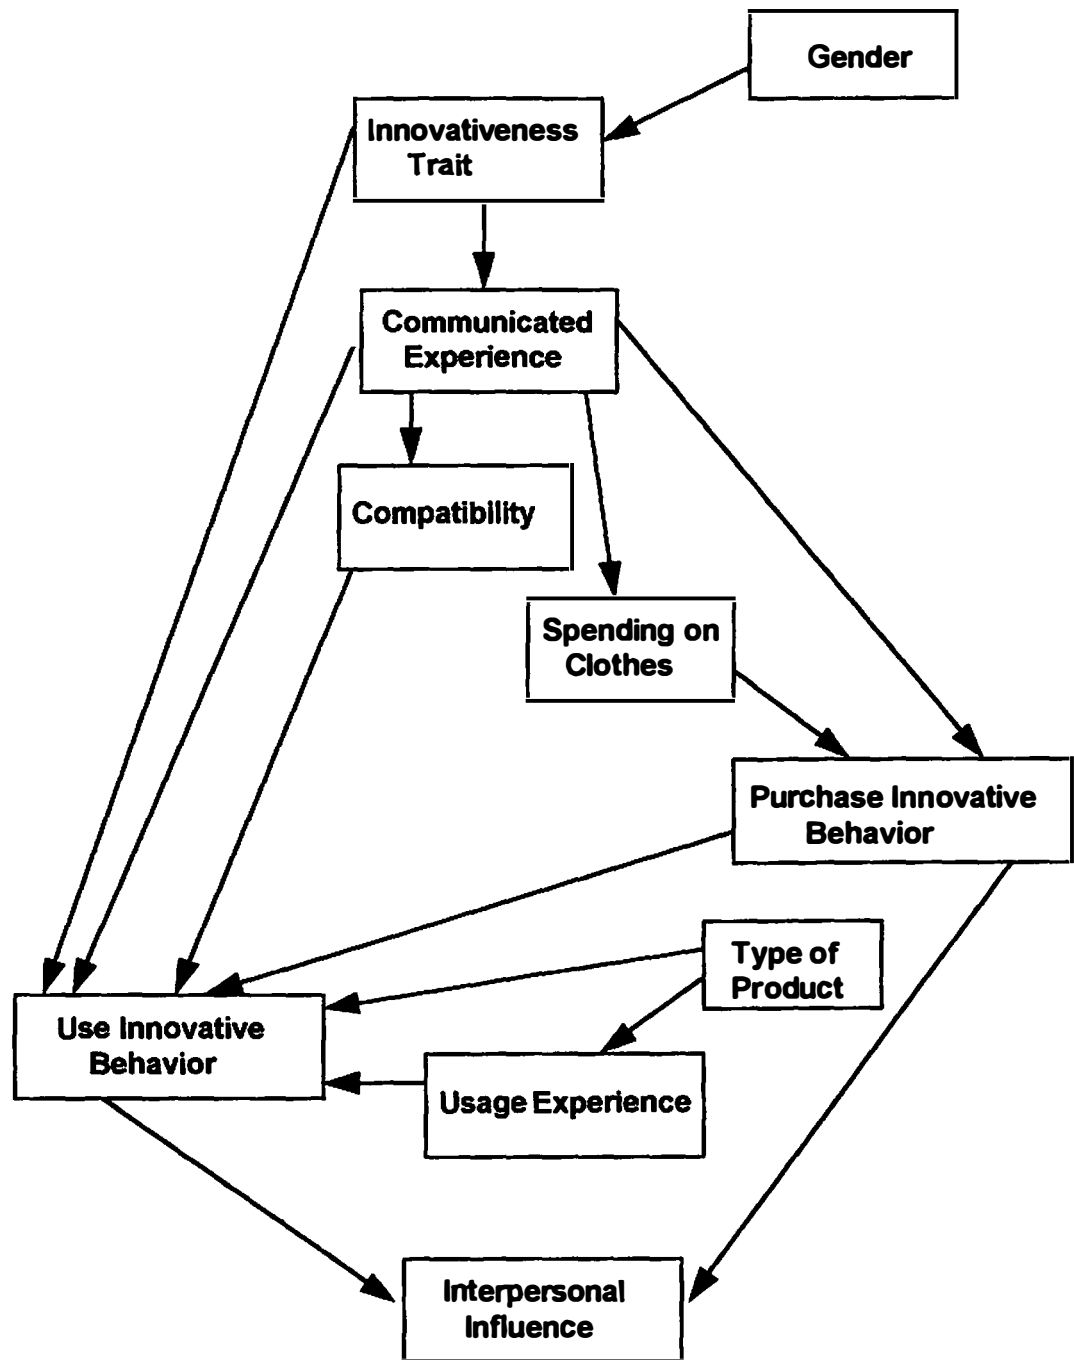 Gender
Innovativeness
Trait
Communicated
Experience
Compatibility
Spending on
Clothes
Purchase Innovative
Behavior
Type of
Product
Use Innovative
Behavior
Usage Experience
Interpersonal
Influence